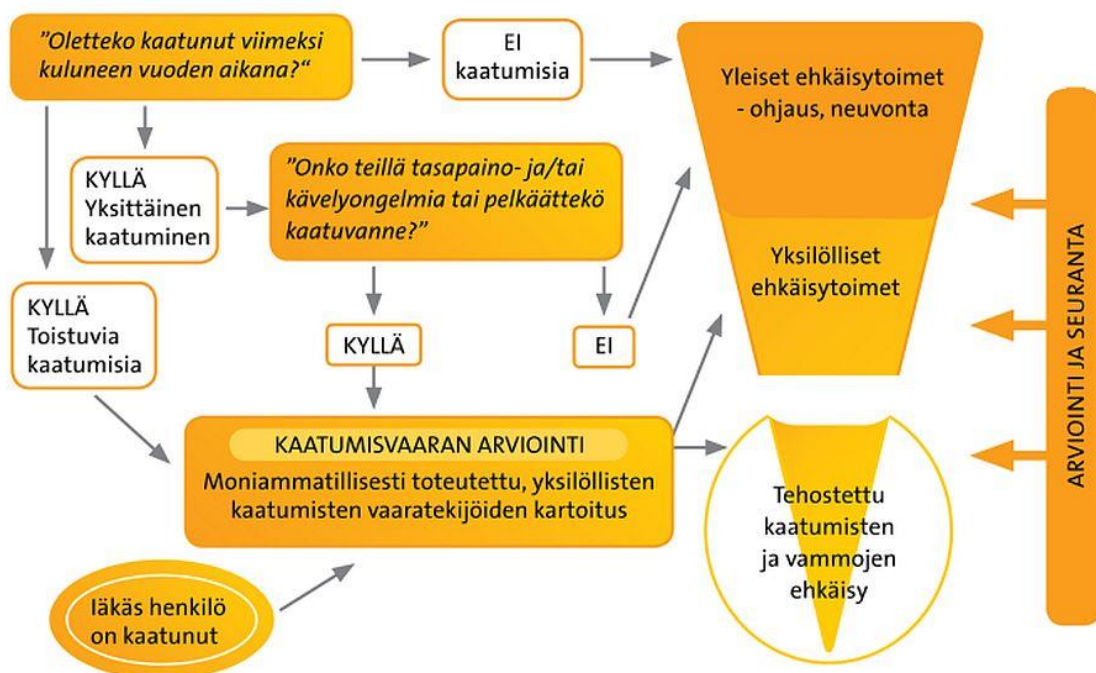 ”Oletteko kaatunut viimeksi
kuluneen vuoden aikana?“
EI
kaatumisia
Yleiset ehkäisytoimet
- ohjaus, neuvonta
KYLLÄ
Yksittäinen
kaatuminen
”Onko teillä tasapaino- ja/tai
kävelyongelmia tai pelkäättekö
kaatuvanne?”
Yksilölliset
ehkäisytoimet
KYLLÄ
Toistuvia
kaatumisia
KYLLÄ
EI
KAATUMISVAARAN ARVIOINTI
Moniammatillisesti toteutettu, yksilöllisten
kaatumisten vaaratekijöiden kartoitus
Tehostettu
kaatumisten
ja vammojen
ehkäisy
Iäkäs henkilö
on kaatunut
ARVIOINTI JA SEURANTA